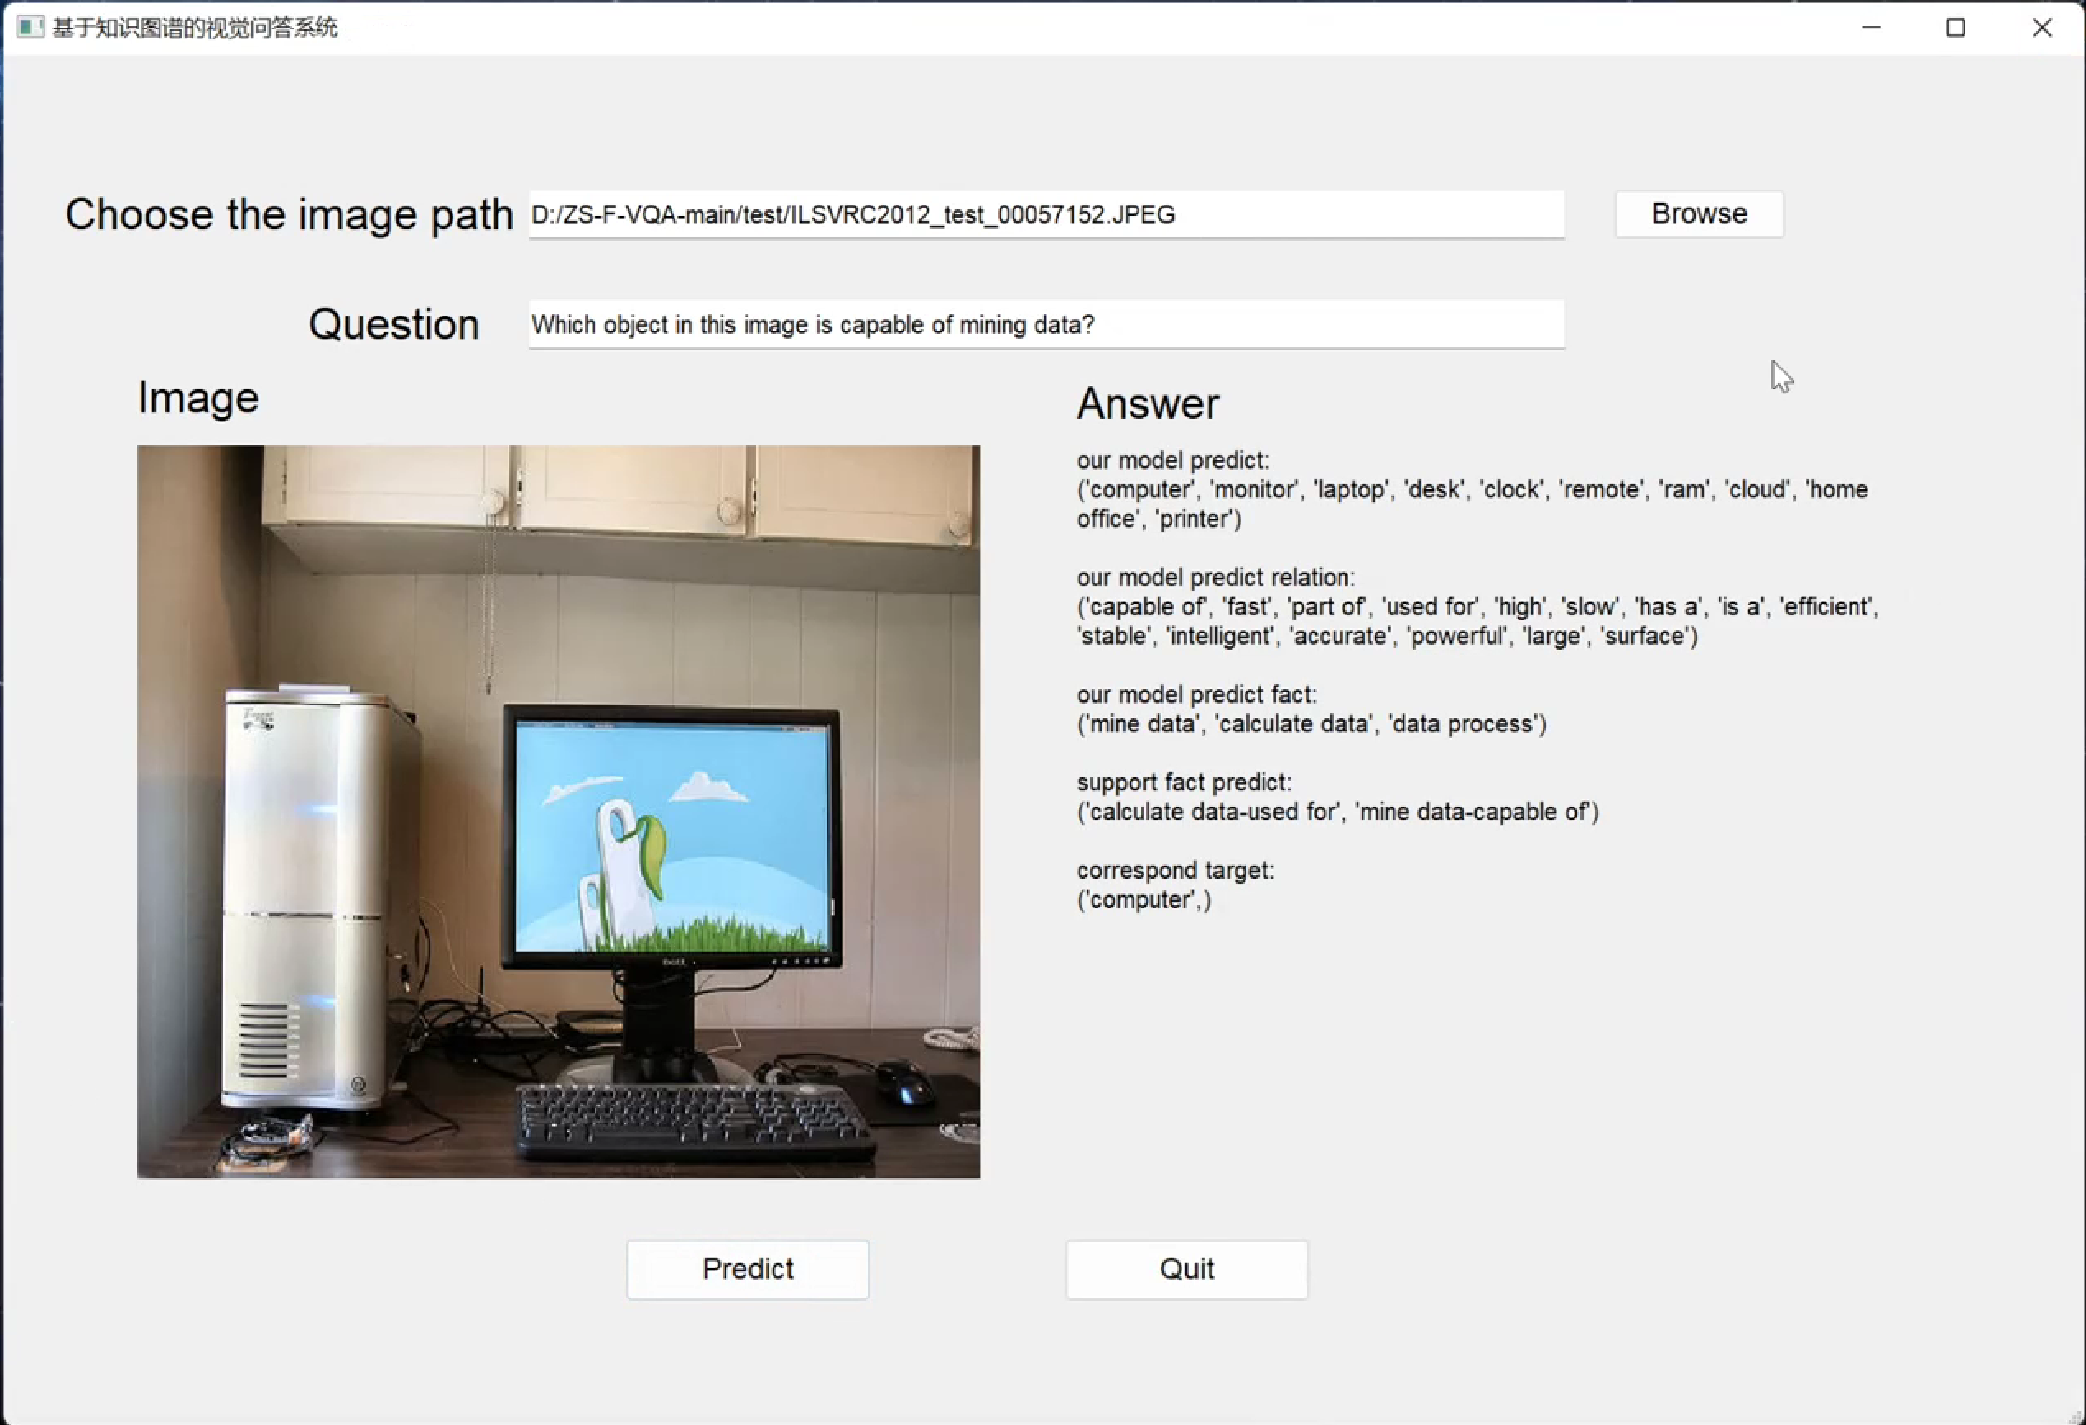 基于知识图谱的视觉问答系统
Choose the image path
D:/ZS-F-VQA-main/test/ILSVRC2012_test_00057152.JPEG
Browse
Question
Which object in this image is capable of mining data?
Image
Answer
our model predict:
('computer', 'monitor', 'laptop', 'desk', 'clock', 'remote', 'ram', 'cloud', 'home
office', 'printer')
our model predict relation:
('capable of', 'fast', 'part of', 'used for', 'high', 'slow', 'has a', 'is a', 'efficient',
'stable', 'intelligent', 'accurate', 'powerful', 'large', 'surface')
our model predict fact:
('mine data', 'calculate data', 'data process')
support fact predict:
('calculate data-used for', 'mine data-capable of')
correspond target:
('computer',)
DELL
Predict
Quit